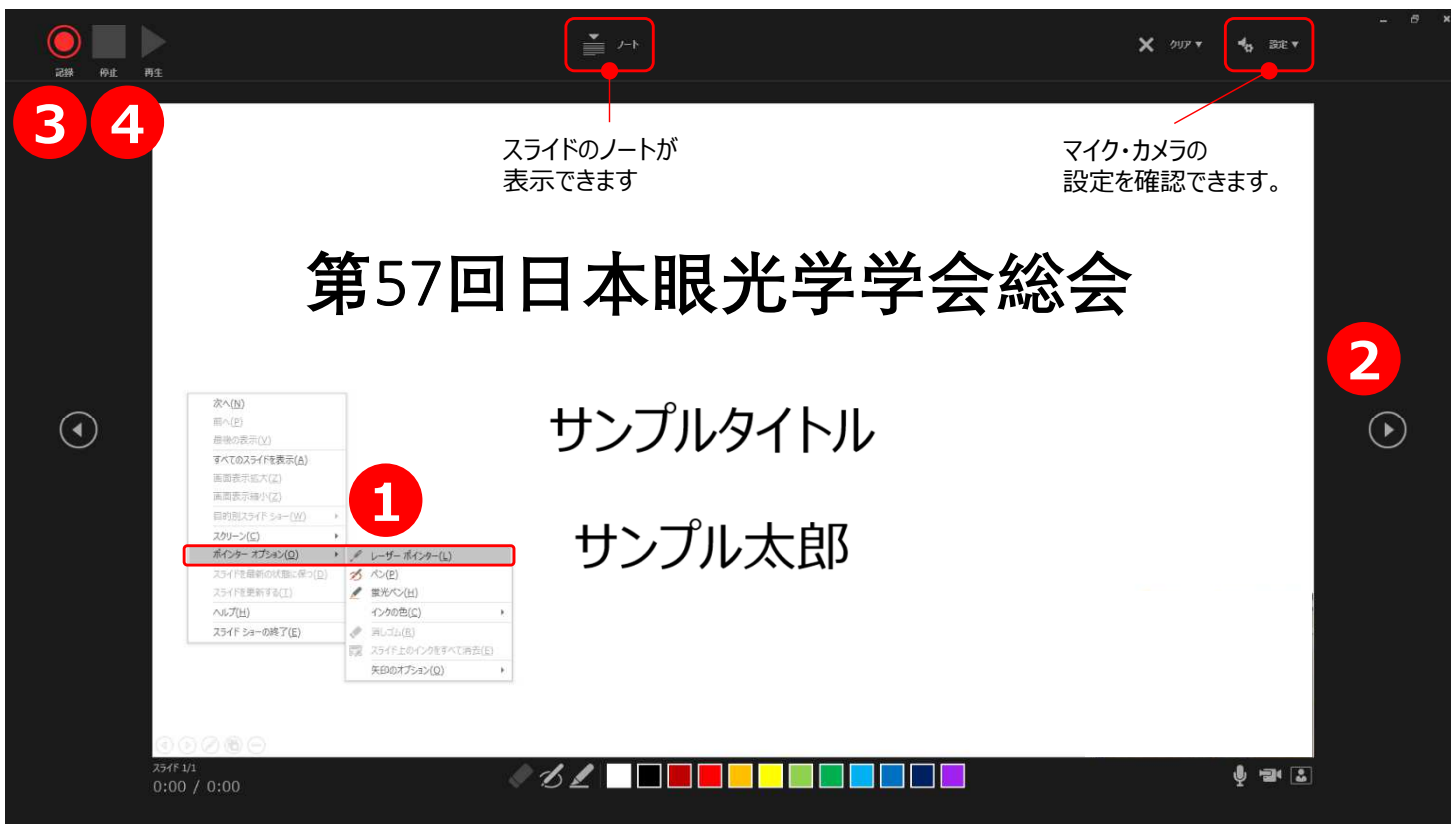 記録 停止 再生
ノート
クリア▼
設定▼
3 4
スライドのノートが
表示できます
マイク・カメラの
設定を確認できます。
第57回日本眼光学学会総会
2
サンプルタイトル
サンプル太郎
1
次へ(N)
前へ(P)
最後の表示(V)
すべてのスライドを表示(A)
画面表示拡大(Z)
画面表示縮小(Z)
目的別スライド ショー(W)
スクリーン(C)
ポインター オプション(O)
スライドを最新の状態に保つ(D)
スライドを更新する(T)
ヘルプ(H)
スライド ショーの終了(E)
レーザー ポインター(L)
ペン(P)
蛍光ペン(H)
インクの色(C)
消しゴム(R)
スライド上のインクをすべて消去(E)
矢印のオプション(O)
スライド 1/1
0:00 / 0:00